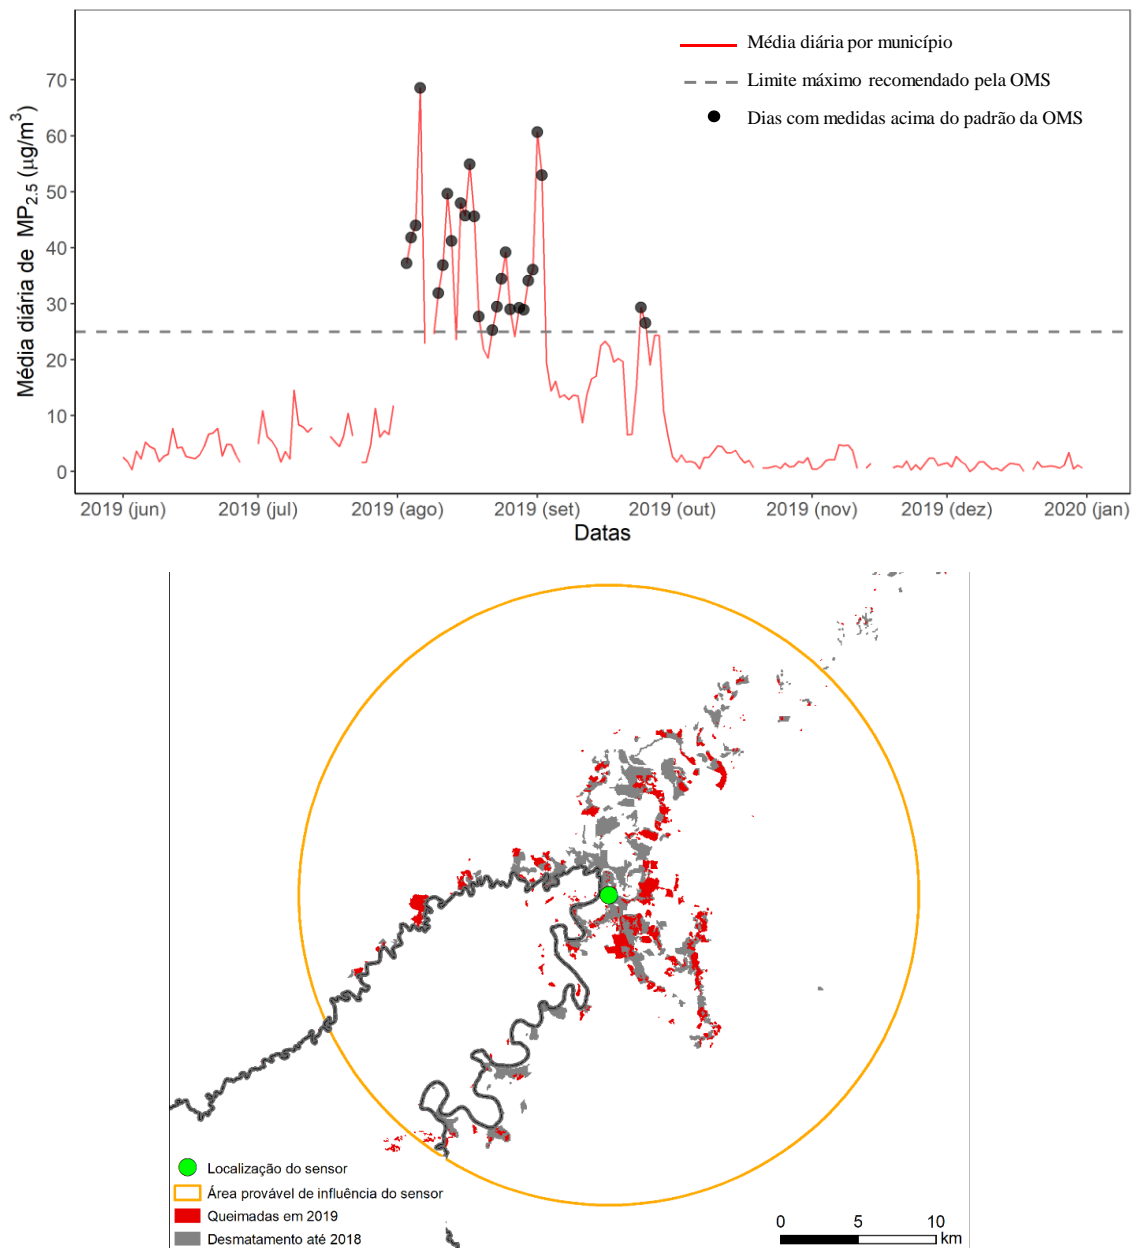 Média diária por município
Limite máximo recomendado pela OMS
Dias com medidas acima do padrão da OMS
Média diária de MP2.5 (µg/m³)
70
60
50
40
30
20
10
0
2019 (jun) 2019 (jul) 2019 (ago) 2019 (set) 2019 (out) 2019 (nov) 2019 (dez) 2020 (jan)
Datas
Localização do sensor
Área provável de influência do sensor
Queimadas em 2019
Desmatamento até 2018
0 5 10
km